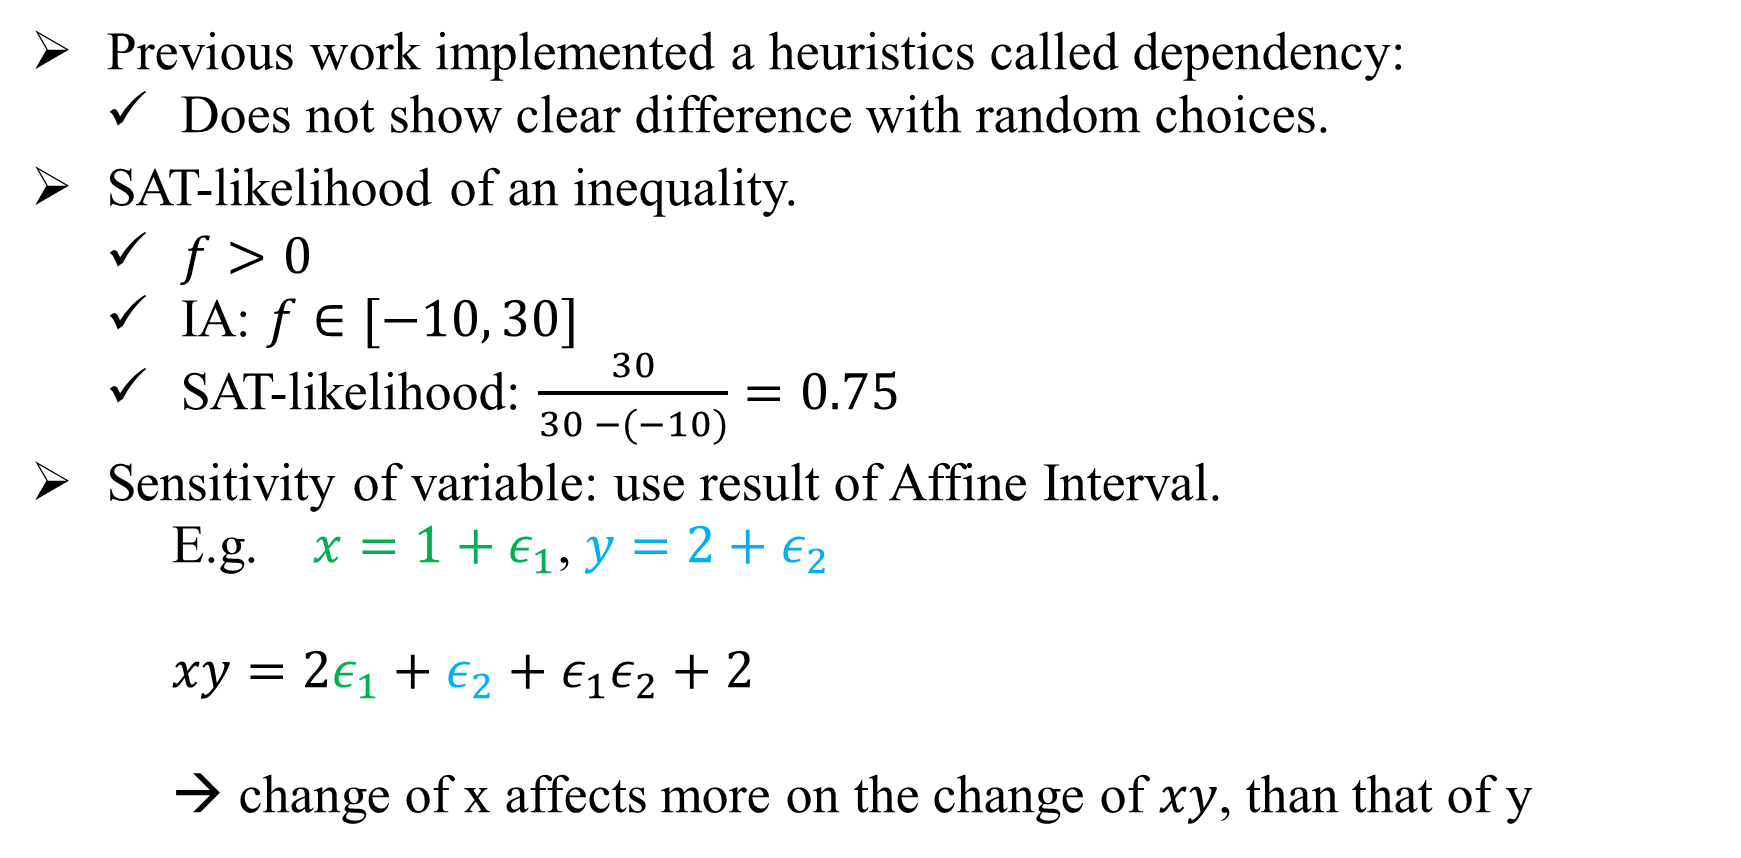 ➢ Previous work implemented a heuristics called dependency:
✓ Does not show clear difference with random choices.
➢ SAT-likelihood of an inequality.
✓ f > 0
✓ IA: f ∈ [−10, 30]
✓ SAT-likelihood: 30 / (30 −(−10)) = 0.75
➢ Sensitivity of variable: use result of Affine Interval.
E.g. x = 1 + ϵ₁, y = 2 + ϵ₂
xy = 2ϵ₁ + ϵ₂ + ϵ₁ϵ₂ + 2
→ change of x affects more on the change of xy, than that of y